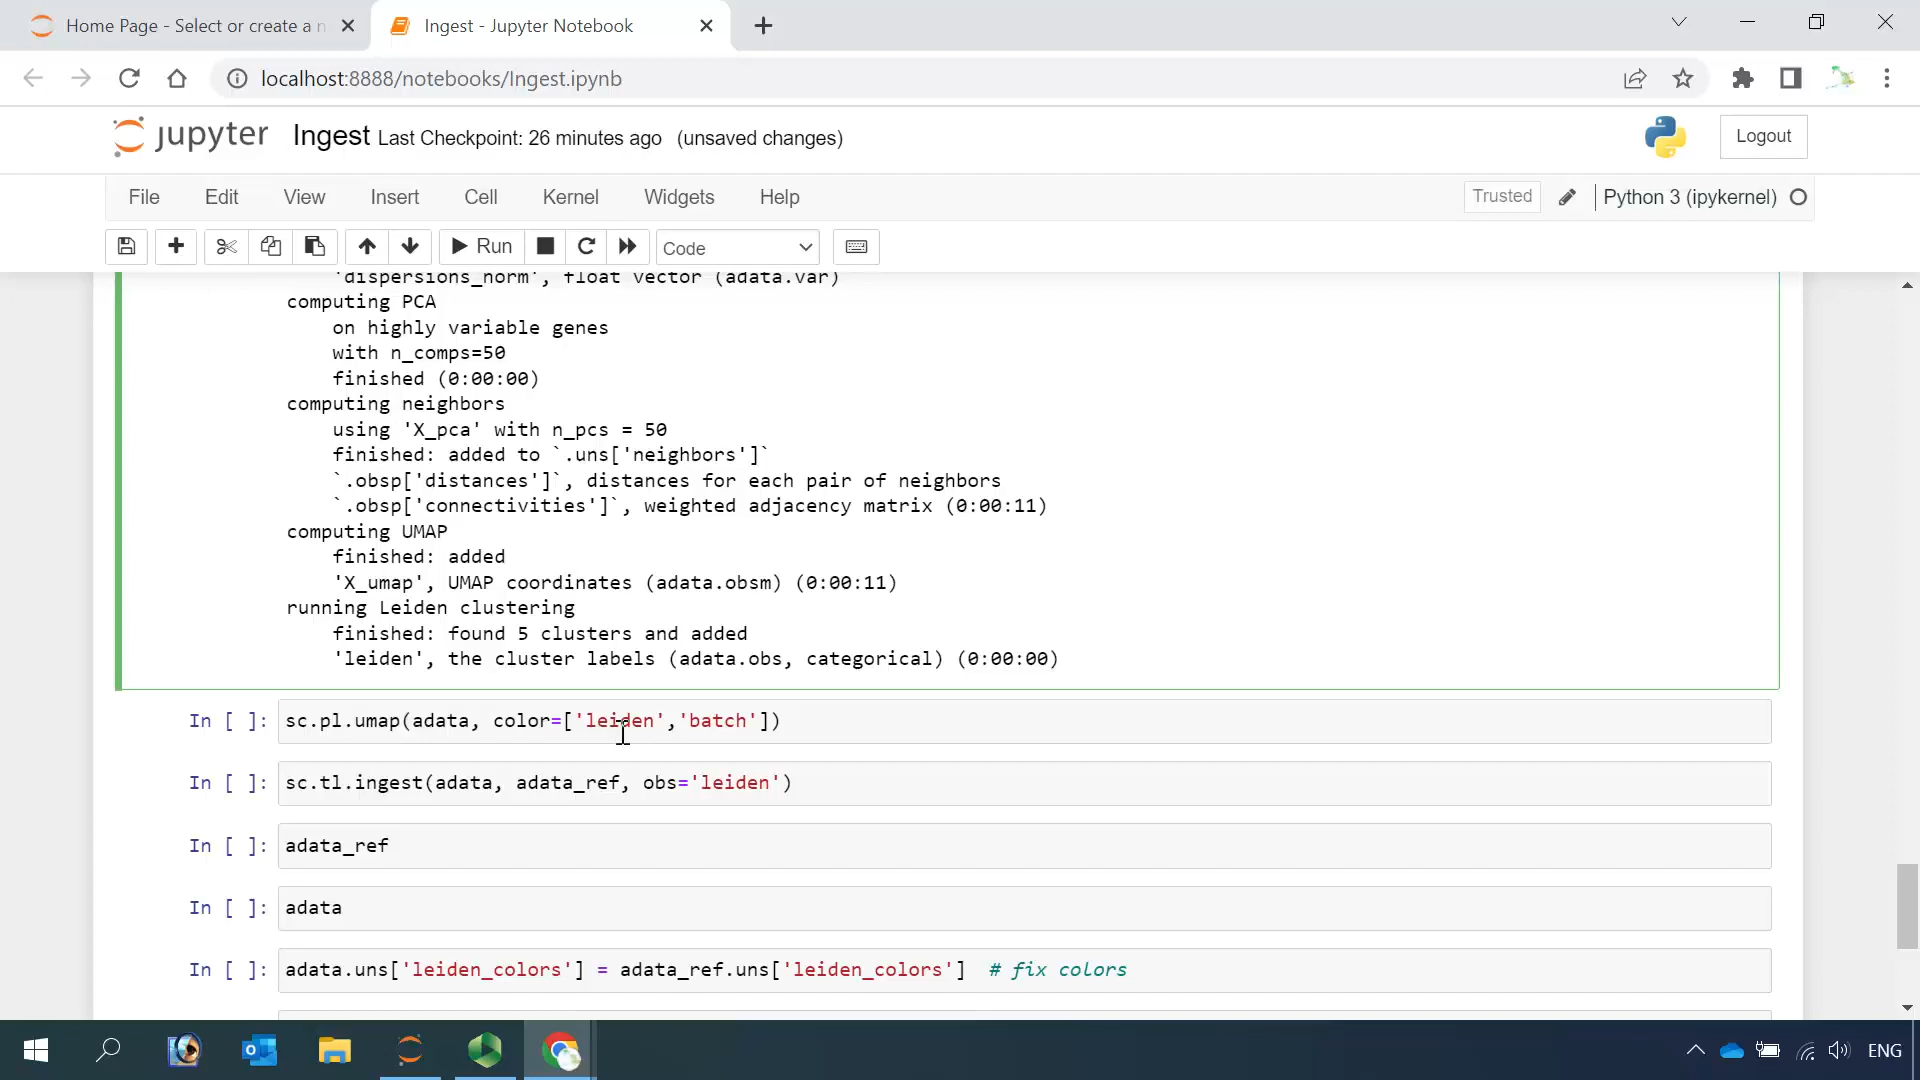 Home Page - Select or create a n
Ingest - Jupyter Notebook
localhost:8888/notebooks/Ingest.ipynb
jupyter Ingest Last Checkpoint: 26 minutes ago (unsaved changes)
Logout
File Edit View Insert Cell Kernel Widgets Help
Trusted Python 3 (ipykernel)
Run Code
'dispersions_norm', float vector (adata.var)
computing PCA
on highly variable genes
with n_comps=50
finished (0:00:00)
computing neighbors
using 'X_pca' with n_pcs = 50
finished: added to `.uns['neighbors']`
`.obsp['distances']`, distances for each pair of neighbors
`.obsp['connectivities']`, weighted adjacency matrix (0:00:11)
computing UMAP
finished: added
'X_umap', UMAP coordinates (adata.obsm) (0:00:11)
running Leiden clustering
finished: found 5 clusters and added
'leiden', the cluster labels (adata.obs, categorical) (0:00:00)
In [ ]: sc.pl.umap(adata, color=['leiden','batch'])
In [ ]: sc.tl.ingest(adata, adata_ref, obs='leiden')
In [ ]: adata_ref
In [ ]: adata
In [ ]: adata.uns['leiden_colors'] = adata_ref.uns['leiden_colors'] # fix colors
ENG